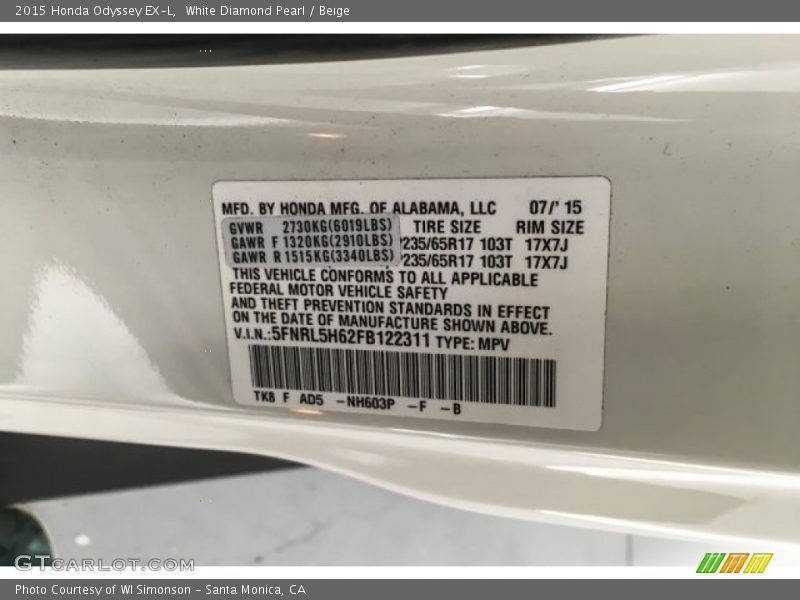 2015 Honda Odyssey EX-L, White Diamond Pearl / Beige
MFD. BY HONDA MFG. OF ALABAMA, LLC 07/' 15
GVWR 2730KG(6019LBS) TIRE SIZE RIM SIZE
GAWR F 1320KG(2910LBS) P235/65R17 103T 17X7J
GAWR R 1515KG(3340LBS) P235/65R17 103T 17X7J
THIS VEHICLE CONFORMS TO ALL APPLICABLE
FEDERAL MOTOR VEHICLE SAFETY
AND THEFT PREVENTION STANDARDS IN EFFECT
ON THE DATE OF MANUFACTURE SHOWN ABOVE.
V.I.N.:5FNRL5H62FB122311 TYPE: MPV
TK8 F AD5 -NH603P -F -B
GTCARLOT.COM
Photo Courtesy of WI Simonson - Santa Monica, CA